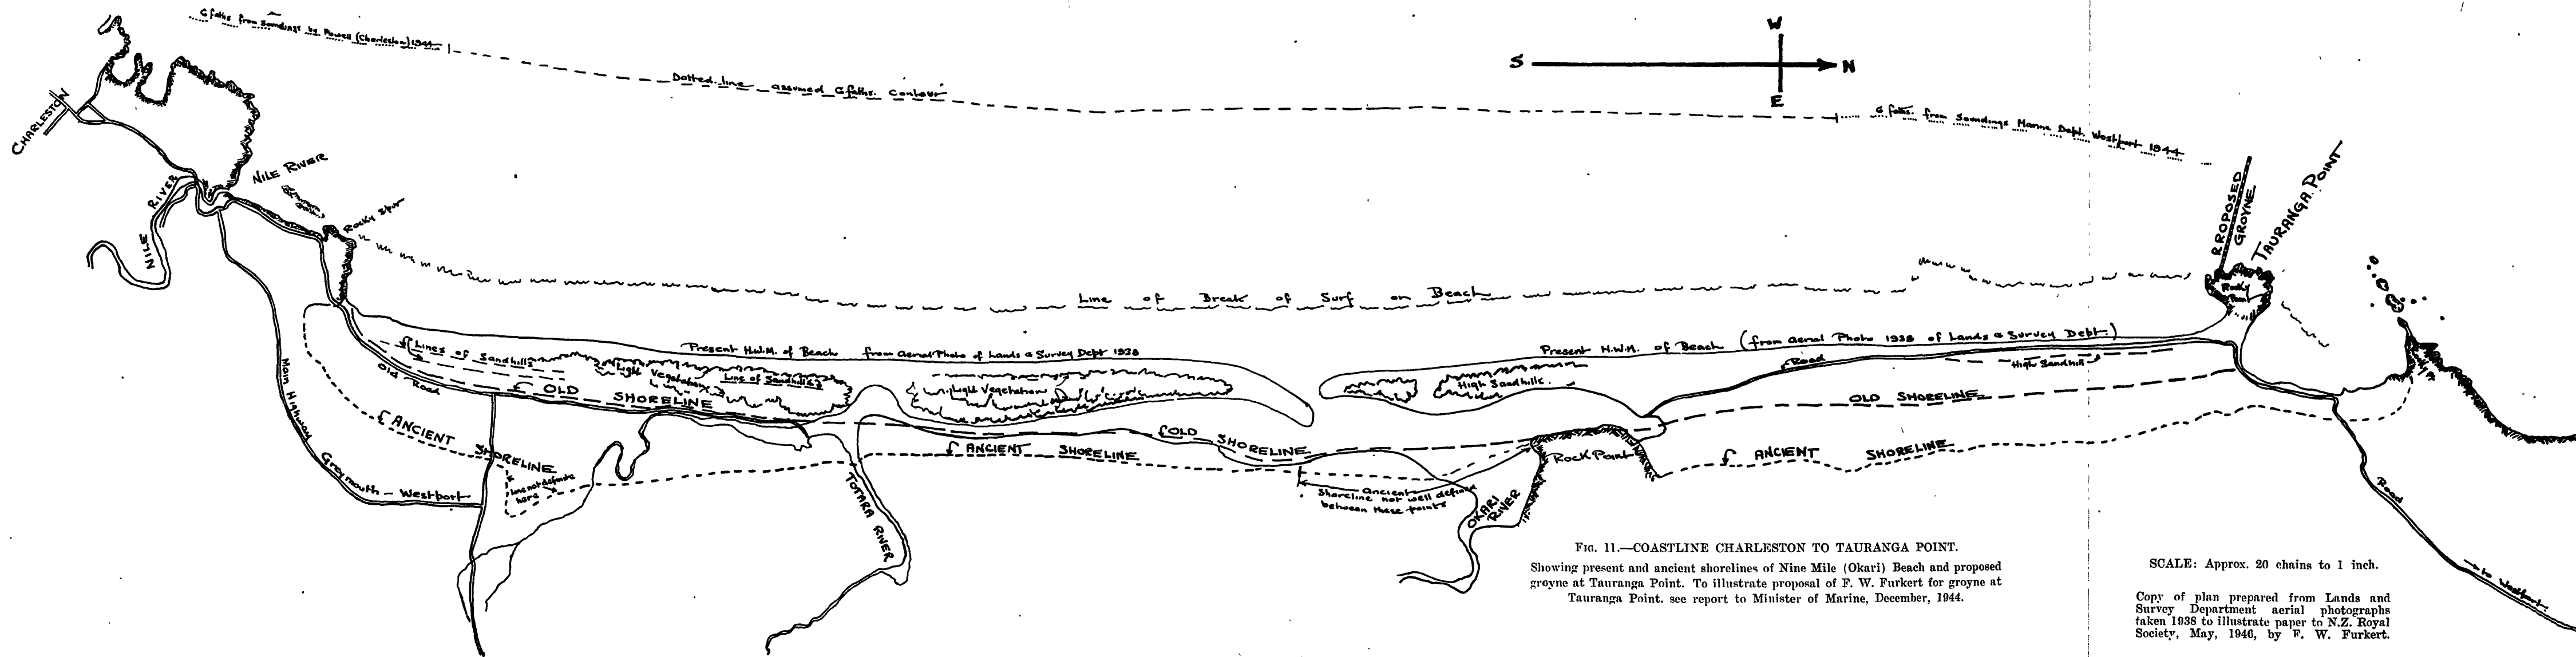 6 faths from Soundings by Powell (Charleston) 1944
Dotted line assumed 6 faths. Contour
W
S
N
E
6 faths. from Soundings Marine Dept. Westport 1944
CHARLESTON
NILE RIVER
RIVER
NILE
Rocky Spur
PROPOSED
GROYNE
TAURANGA POINT
Rocky
Point
Line of Break of Surf on Beach
Present H.W.M. of Beach from Aerial Photo of Lands & Survey Dept 1938
Present H.W.M. of Beach (from Aerial Photo 1938 of Lands & Survey Dept.)
Lines of Sandhills
Light Vegetation
Line of Sandhills
Light Vegetation
High Sandhills.
Road
High Sandhills
Old Road
OLD
SHORELINE
OLD SHORELINE
OLD SHORELINE
Main Highway
Greymouth - Westport
ANCIENT
SHORELINE
Line not definite
here
ANCIENT SHORELINE
ANCIENT SHORELINE
Ancient
Shoreline not well defined
between these points
TOTARA RIVER
OKARI
RIVER
Rock Point
Road
to Westport
FIG. 11.—COASTLINE CHARLESTON TO TAURANGA POINT.
Showing present and ancient shorelines of Nine Mile (Okari) Beach and proposed
groyne at Tauranga Point. To illustrate proposal of F. W. Furkert for groyne at
Tauranga Point. see report to Minister of Marine, December, 1944.
SCALE: Approx. 20 chains to 1 inch.
Copy of plan prepared from Lands and
Survey Department aerial photographs
taken 1938 to illustrate paper to N.Z. Royal
Society, May, 1946, by F. W. Furkert.